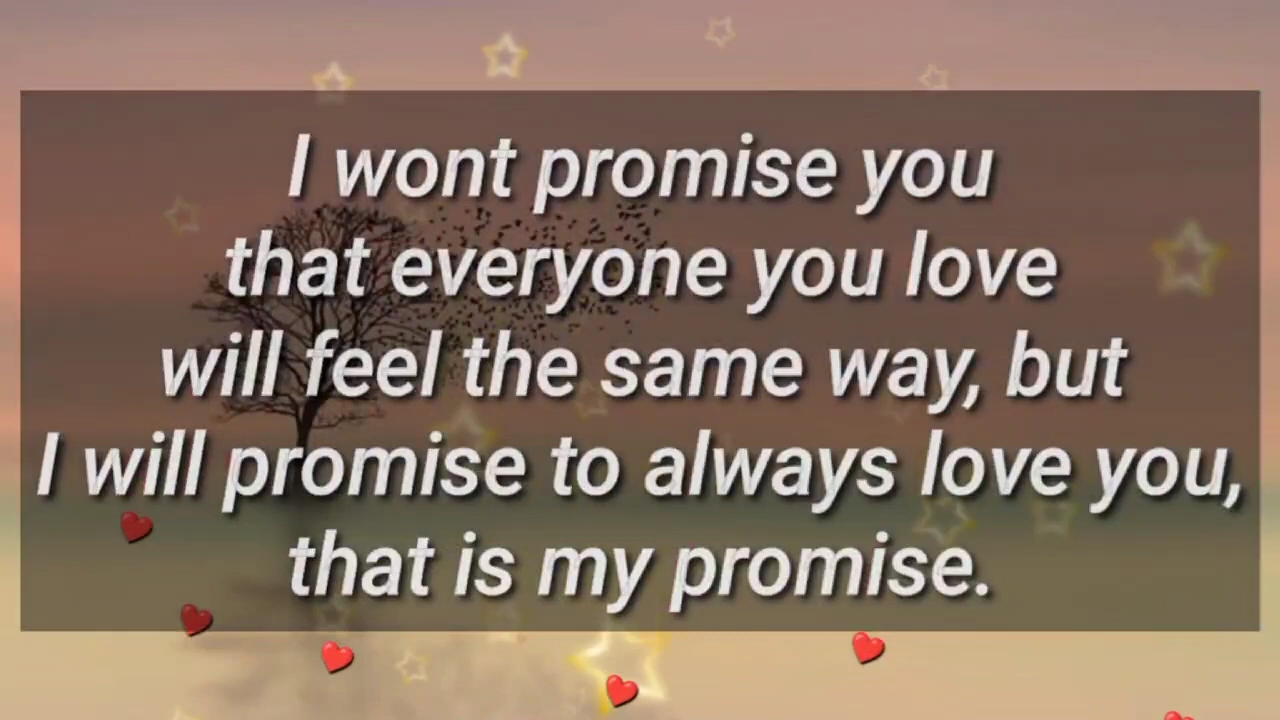 I wont promise you
that everyone you love
will feel the same way, but
I will promise to always love you,
that is my promise.